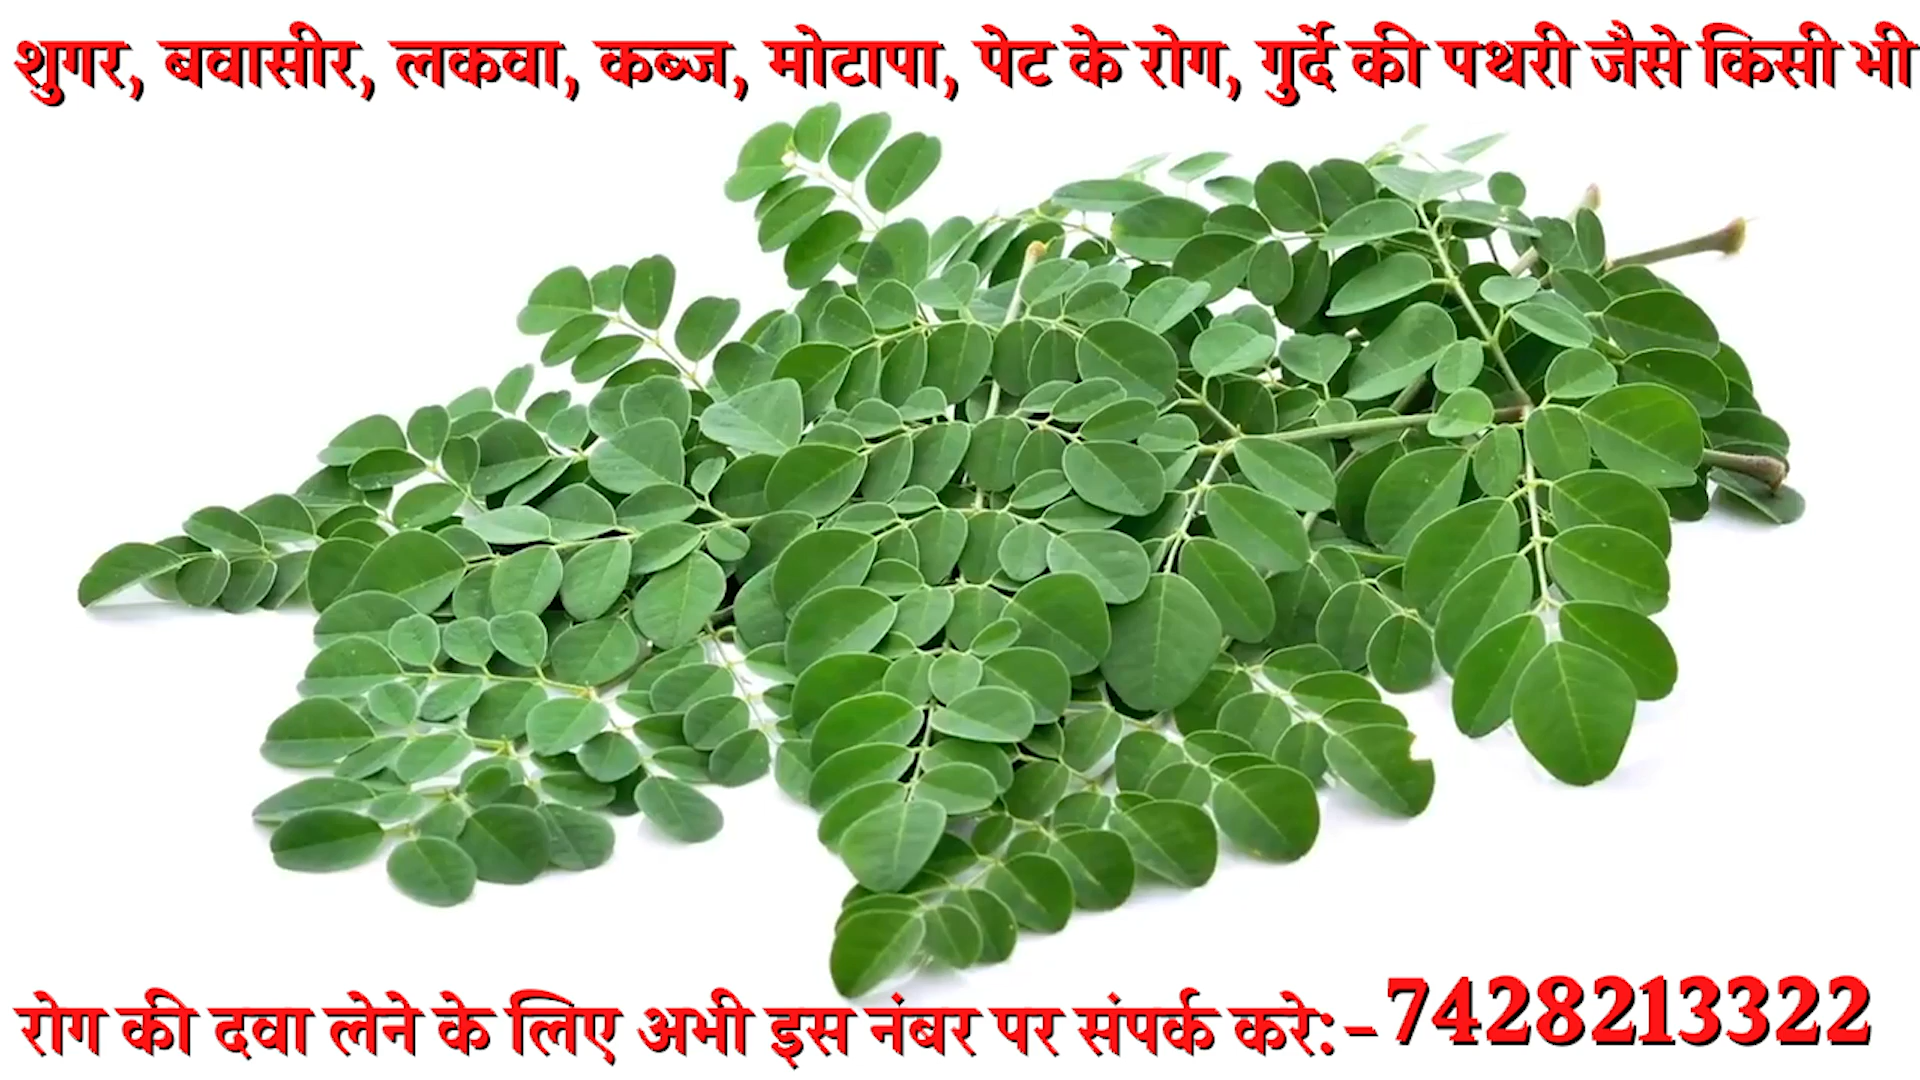 शुगर, बवासीर, लकवा, कब्ज, मोटापा, पेट के रोग, गुर्दे की पथरी जैसे किसी भी
रोग की दवा लेने के लिए अभी इस नंबर पर संपर्क करे:-7428213322